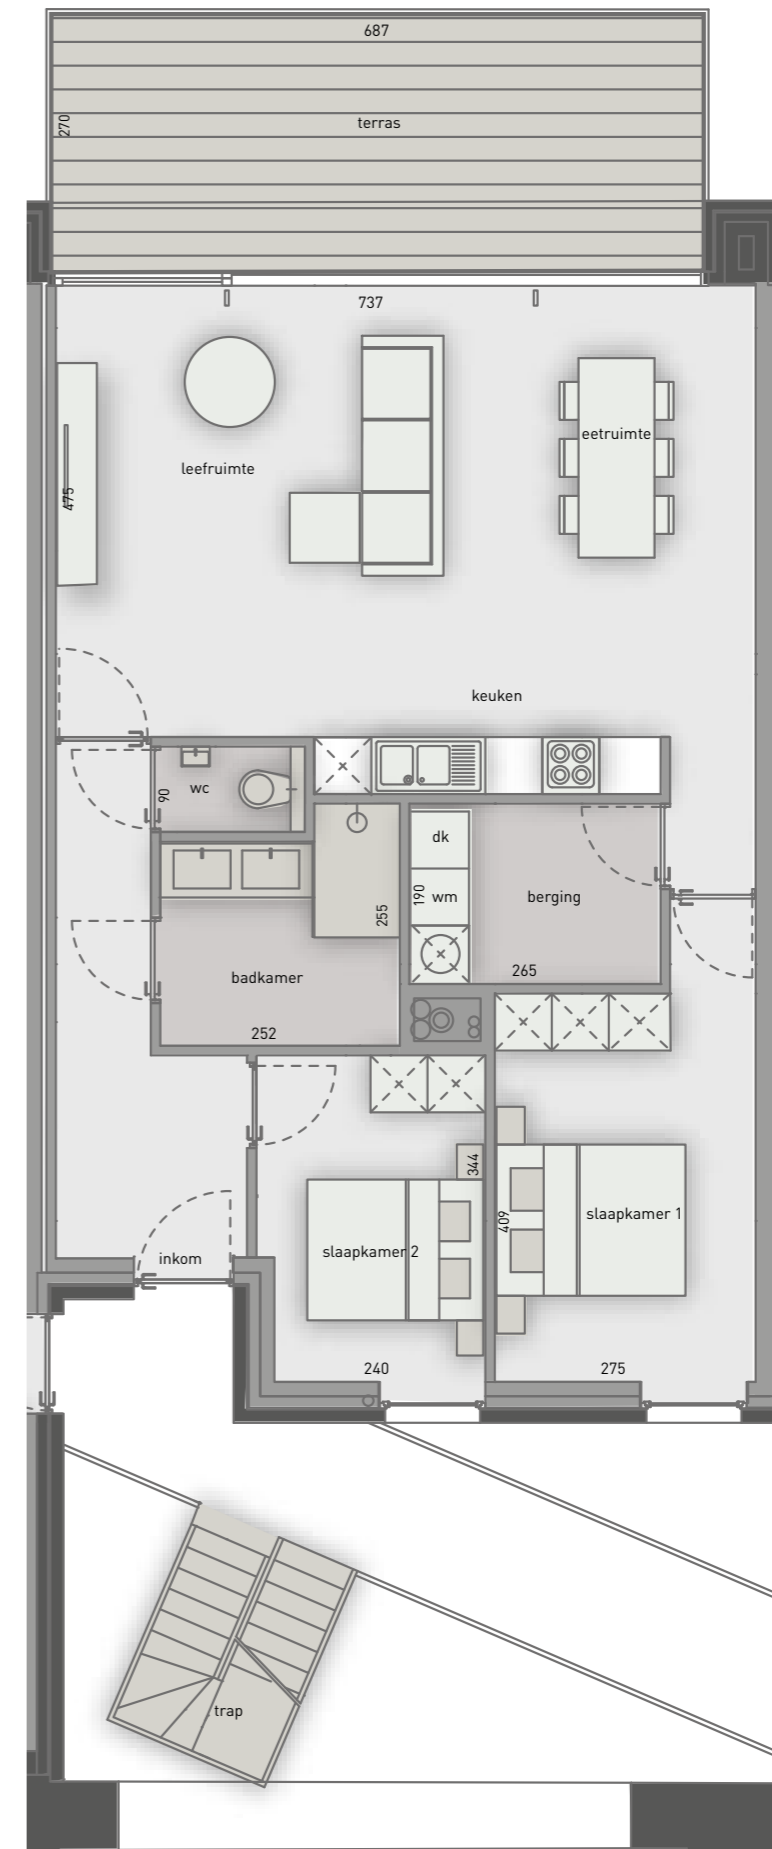 687
270
terras
737
eetruimte
leefruimte
475
keuken
wc
90
dk
190
wm
berging
255
265
badkamer
252
344
slaapkamer 1
409
slaapkamer 2
inkom
240
275
trap